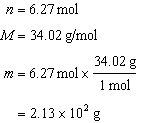 n = 6.27 mol
M = 34.02 g/mol
m = 6.27 mol × 34.02 g / 1 mol
= 2.13 × 10² g